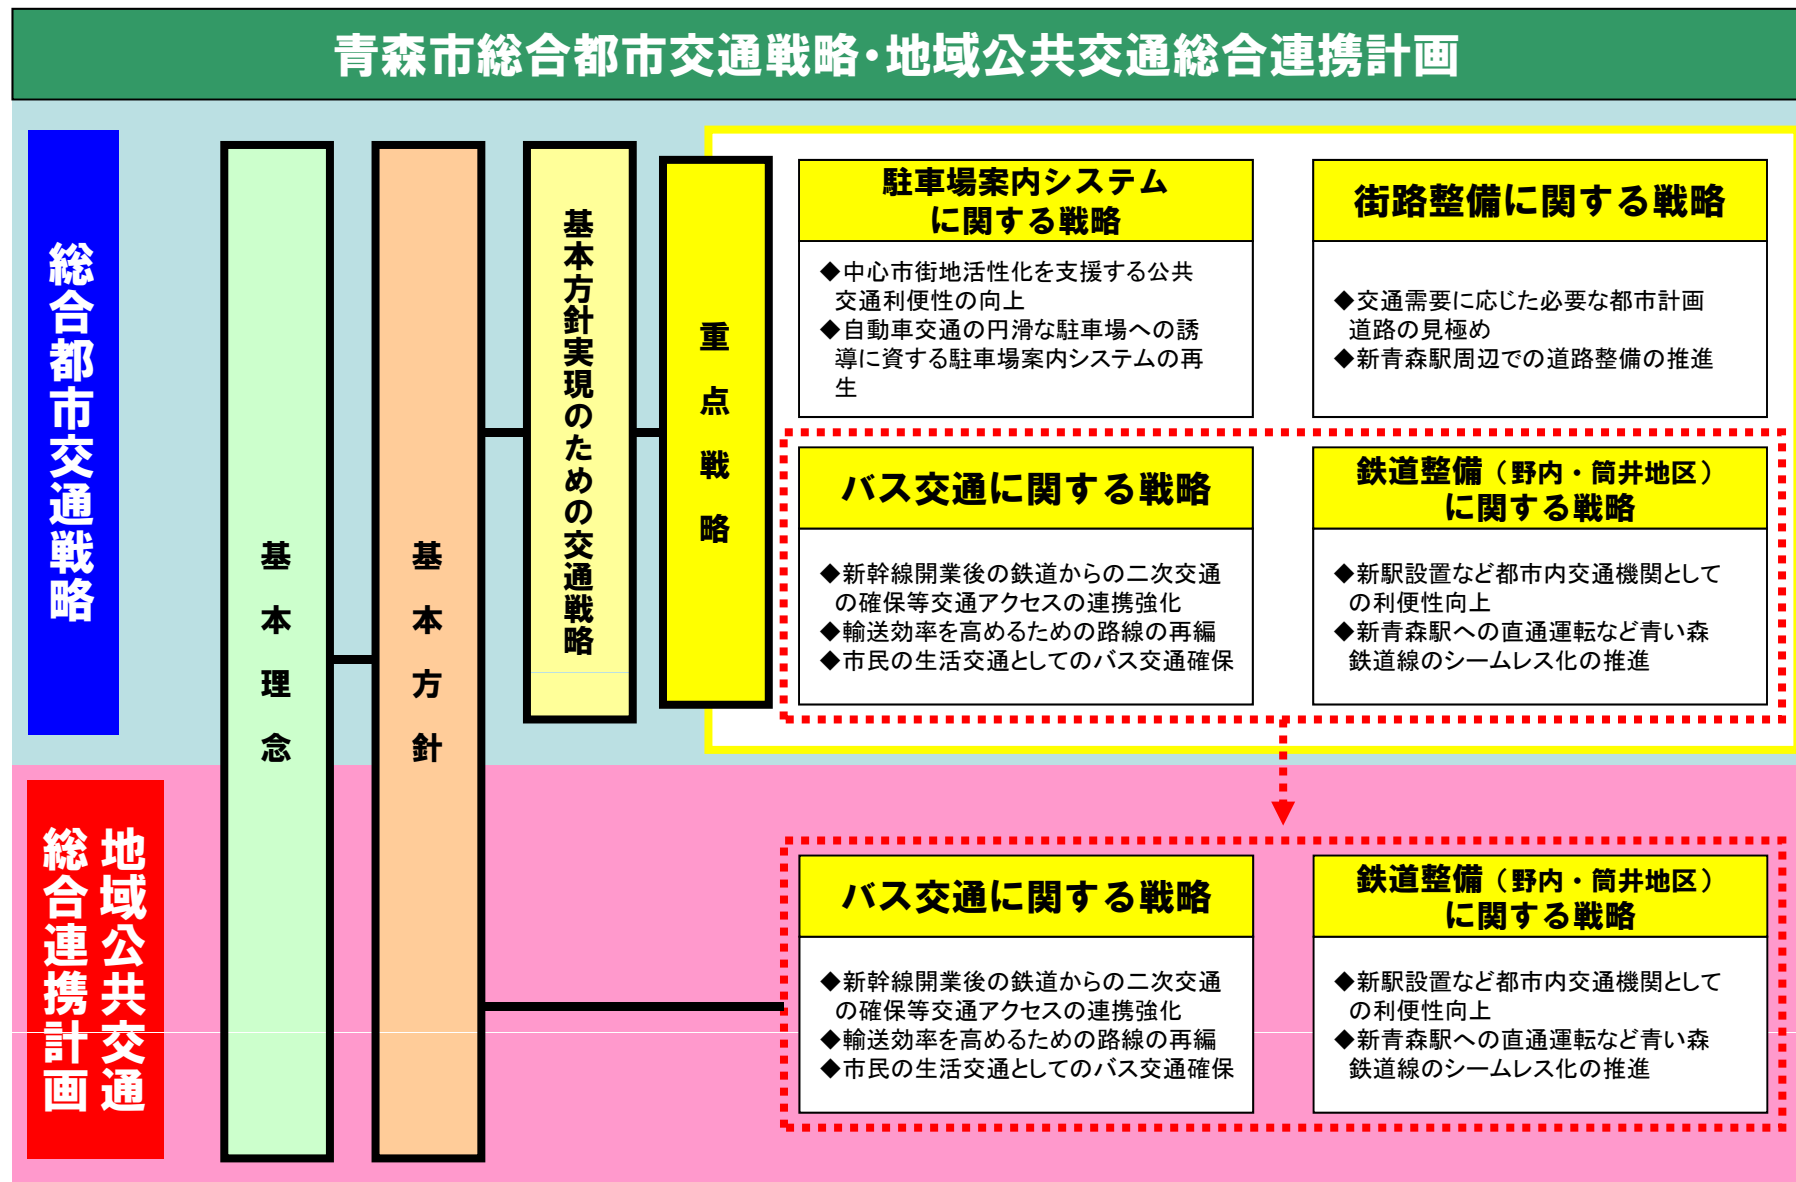 青森市総合都市交通戦略・地域公共交通総合連携計画
総合都市交通戦略
基本理念
基本方針
基本方針実現のための交通戦略
重点戦略
駐車場案内システム
に関する戦略
◆中心市街地活性化を支援する公共
交通利便性の向上
◆自動車交通の円滑な駐車場への誘
導に資する駐車場案内システムの再
生
街路整備に関する戦略
◆交通需要に応じた必要な都市計画
道路の見極め
◆新青森駅周辺での道路整備の推進
バス交通に関する戦略
◆新幹線開業後の鉄道からの二次交通
の確保等交通アクセスの連携強化
◆輸送効率を高めるための路線の再編
◆市民の生活交通としてのバス交通確保
鉄道整備（野内・筒井地区）
に関する戦略
◆新駅設置など都市内交通機関として
の利便性向上
◆新青森駅への直通運転など青い森
鉄道線のシームレス化の推進
地域公共交通
総合連携計画
バス交通に関する戦略
◆新幹線開業後の鉄道からの二次交通
の確保等交通アクセスの連携強化
◆輸送効率を高めるための路線の再編
◆市民の生活交通としてのバス交通確保
鉄道整備（野内・筒井地区）
に関する戦略
◆新駅設置など都市内交通機関として
の利便性向上
◆新青森駅への直通運転など青い森
鉄道線のシームレス化の推進